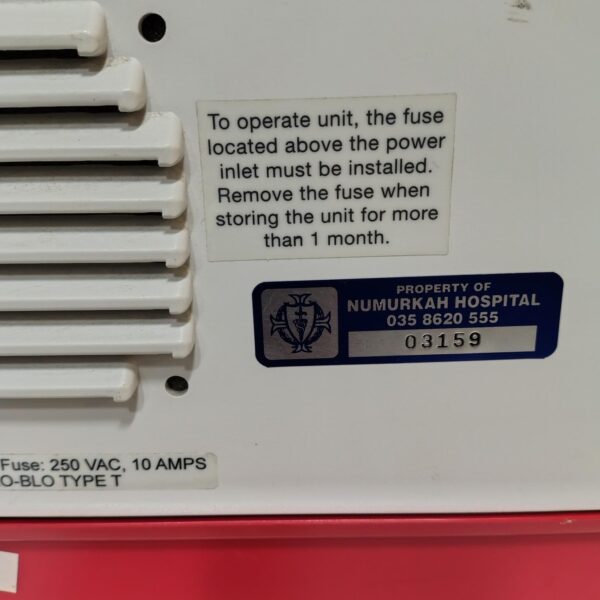 To operate unit, the fuse
located above the power
inlet must be installed.
Remove the fuse when
storing the unit for more
than 1 month.
PROPERTY OF
NUMURKAH HOSPITAL
035 8620 555
03159
Fuse: 250 VAC, 10 AMPS
O-BLO TYPE T